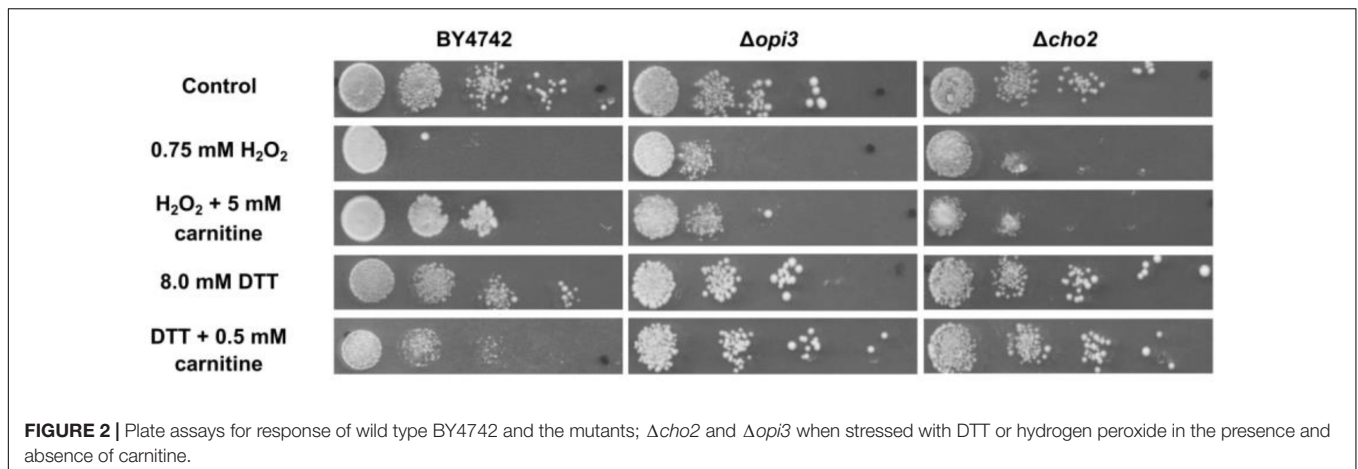 BY4742 Δopi3 Δcho2
Control
0.75 mM H₂O₂
H₂O₂ + 5 mM
carnitine
8.0 mM DTT
DTT + 0.5 mM
carnitine
FIGURE 2 | Plate assays for response of wild type BY4742 and the mutants; Δcho2 and Δopi3 when stressed with DTT or hydrogen peroxide in the presence and
absence of carnitine.